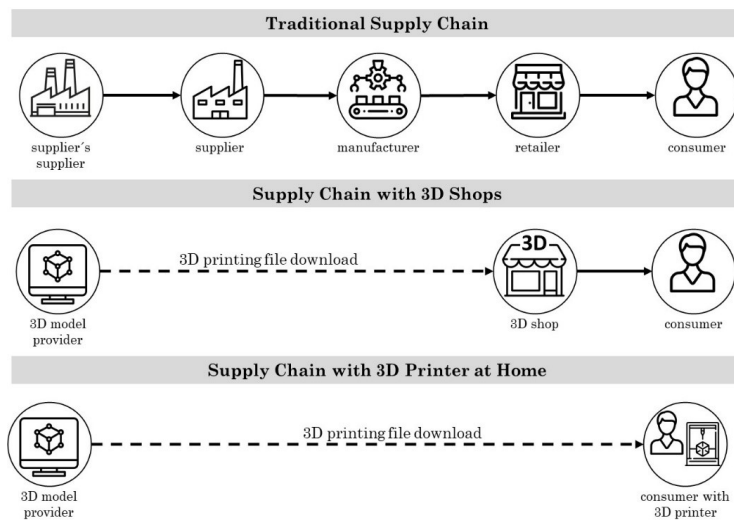 Traditional Supply Chain
supplier´s
supplier
supplier
manufacturer
retailer
consumer
Supply Chain with 3D Shops
3D printing file download
3D
3D model
provider
3D shop
consumer
Supply Chain with 3D Printer at Home
3D printing file download
3D model
provider
consumer with
3D printer